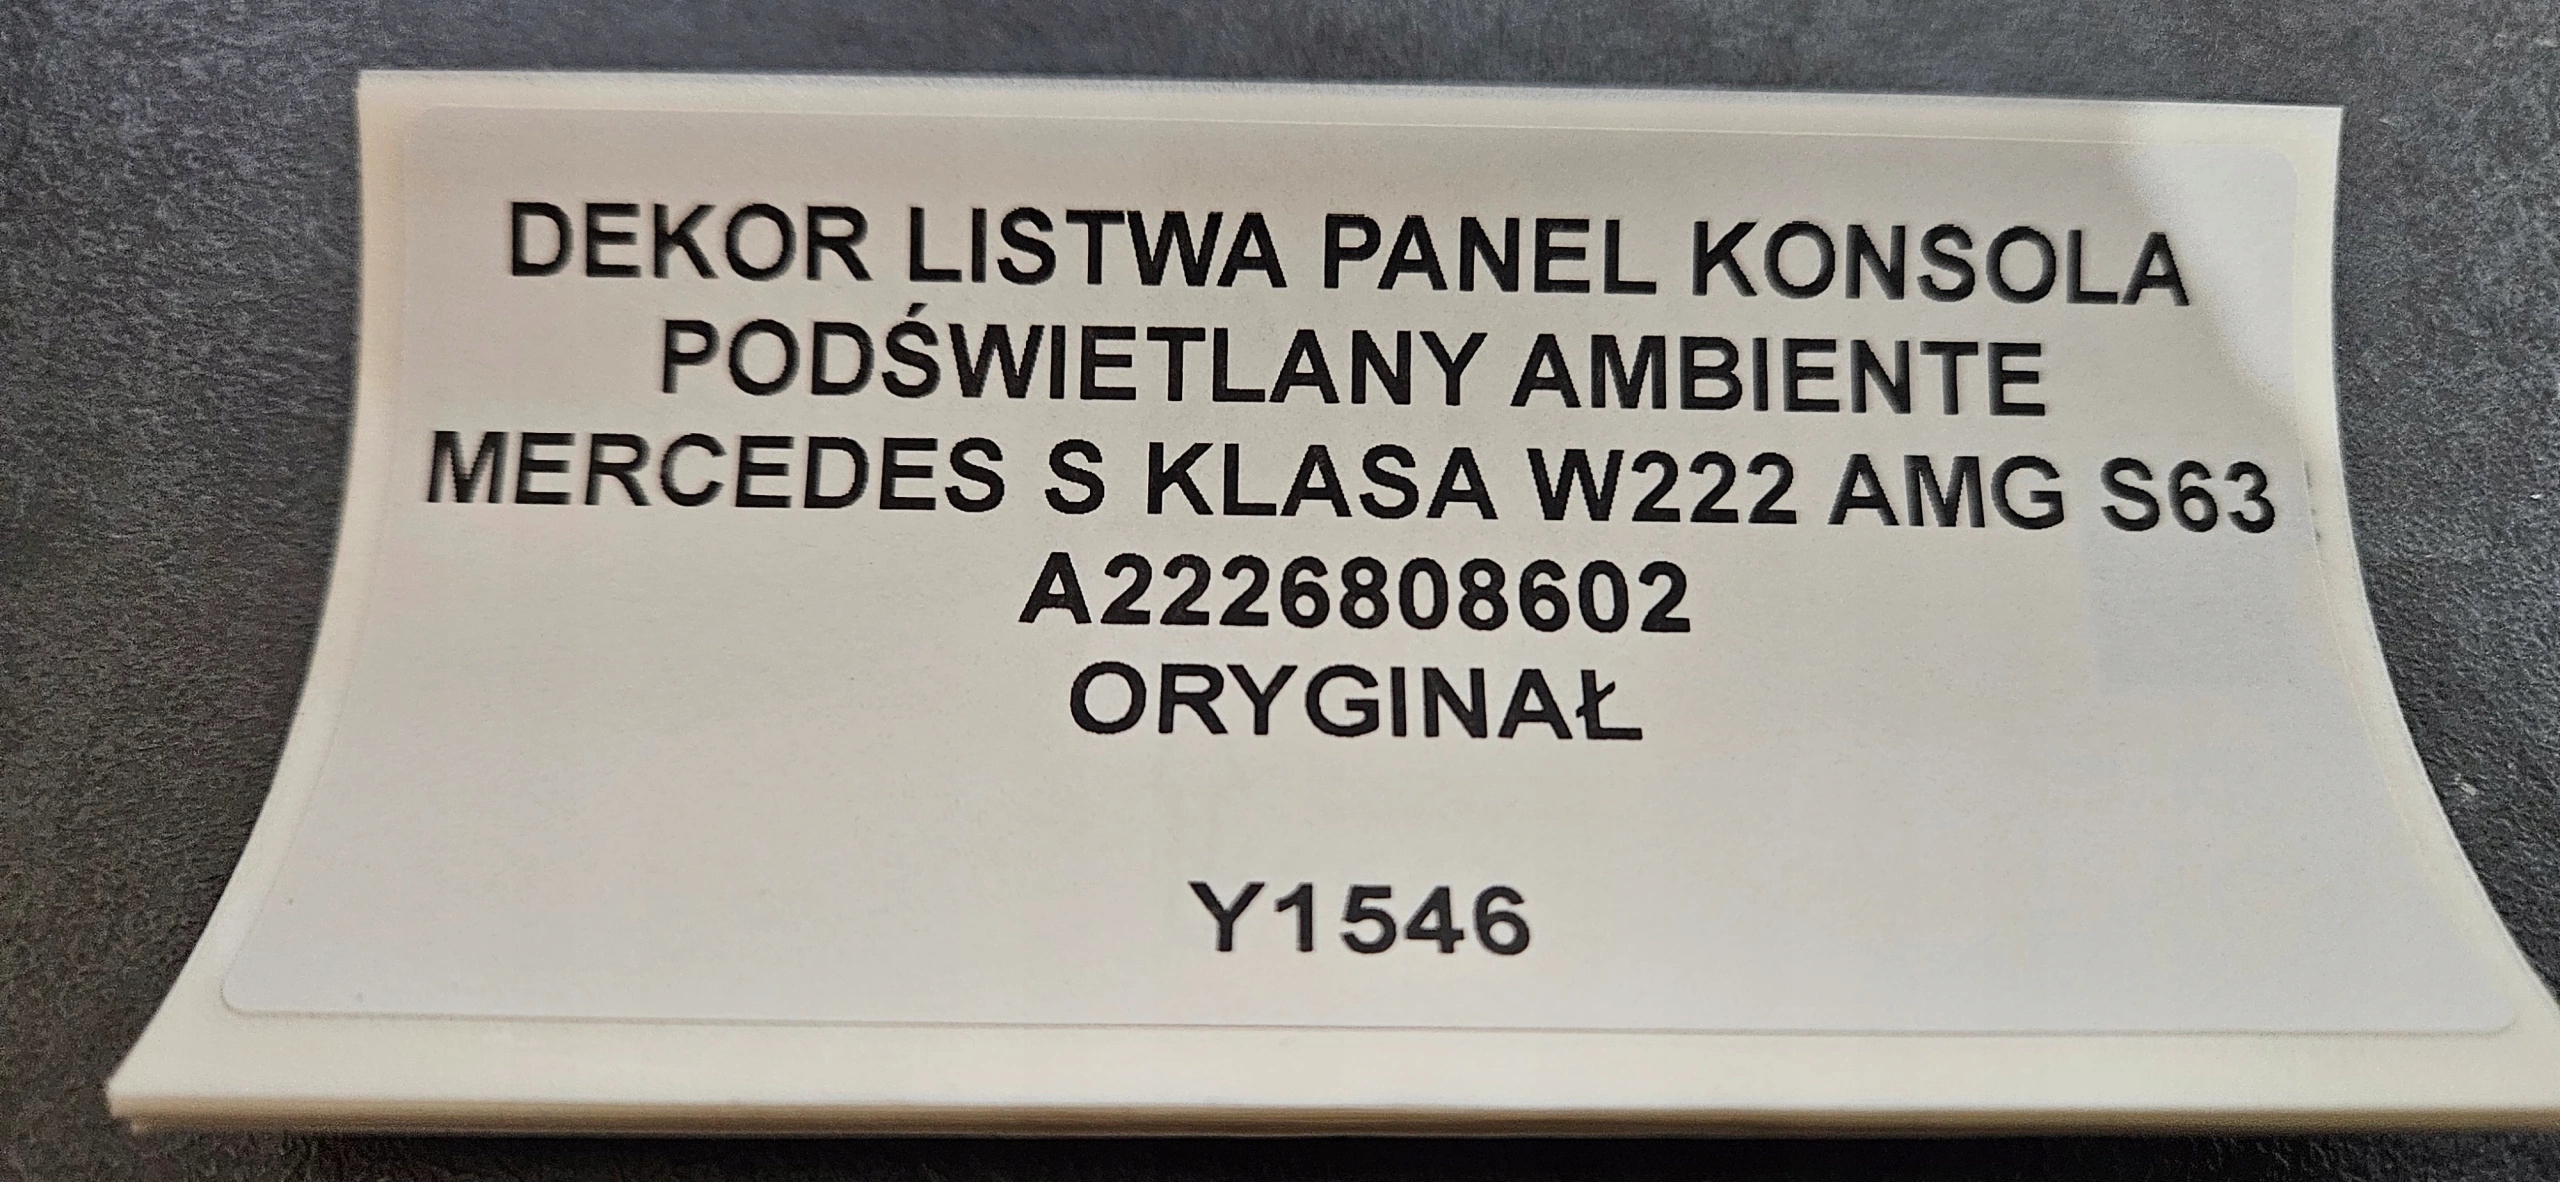 DEKOR LISTWA PANEL KONSOLA
PODŚWIETLANY AMBIENTE
MERCEDES S KLASA W222 AMG S63
A2226808602
ORYGINAŁ
Y1546